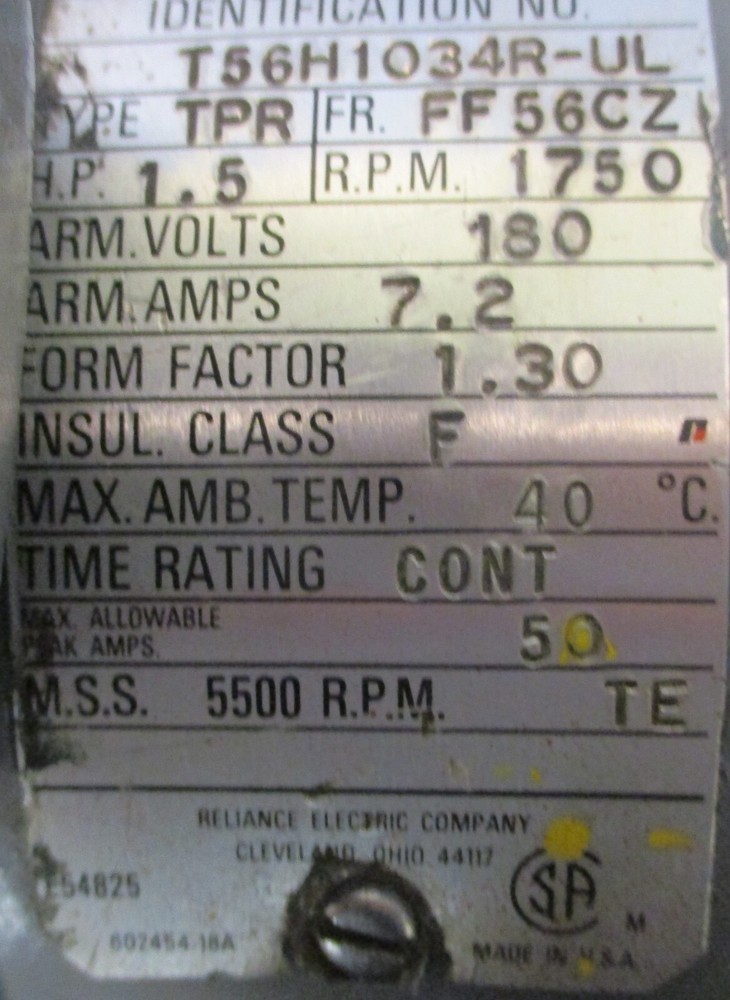 IDENTIFICATION NO.
T56H1034R-UL
TYPE TPR FR. FF56CZ
H.P. 1.5 R.P.M. 1750
ARM. VOLTS 180
ARM. AMPS 7.2
FORM FACTOR 1.30
INSUL. CLASS F
MAX. AMB. TEMP. 40 °C.
TIME RATING CONT
MAX. ALLOWABLE
PEAK AMPS. 50
M.S.S. 5500 R.P.M. TE
RELIANCE ELECTRIC COMPANY
CLEVELAND, OHIO 44117
E54825
SA
M
602454-18A
MADE IN U.S.A.